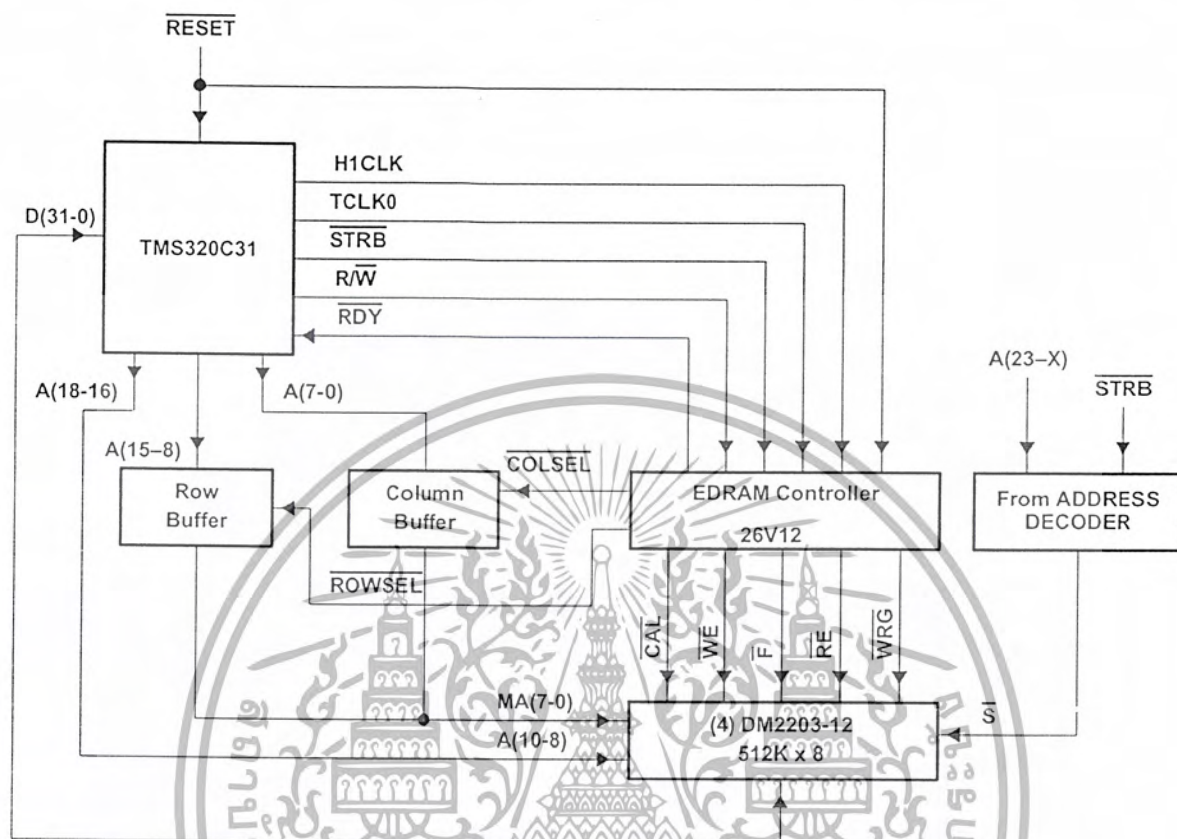 RESET
H1CLK
TCLK0
STRB
R/W
RDY
D(31-0)
TMS320C31
A(18-16)
A(15–8)
A(7-0)
A(23–X)
STRB
Row
Buffer
Column
Buffer
COLSEL
ROWSEL
EDRAM Controller
26V12
From ADDRESS
DECODER
CAL
WE
F
RE
WRG
MA(7-0)
A(10-8)
(4) DM2203-12
512K x 8
S